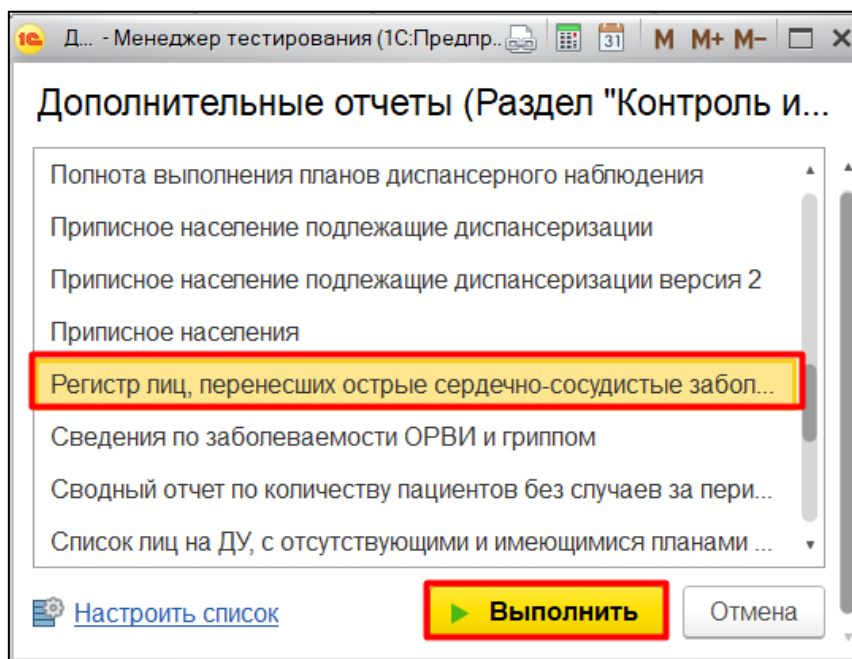 1С Д... - Менеджер тестирования (1С:Предпр.. 31 M M+ M–
Дополнительные отчеты (Раздел "Контроль и...
Полнота выполнения планов диспансерного наблюдения
Приписное население подлежащие диспансеризации
Приписное население подлежащие диспансеризации версия 2
Приписное населения
Регистр лиц, перенесших острые сердечно-сосудистые забол...
Сведения по заболеваемости ОРВИ и гриппом
Сводный отчет по количеству пациентов без случаев за пери...
Список лиц на ДУ, с отсутствующими и имеющимися планами ...
Настроить список Выполнить Отмена